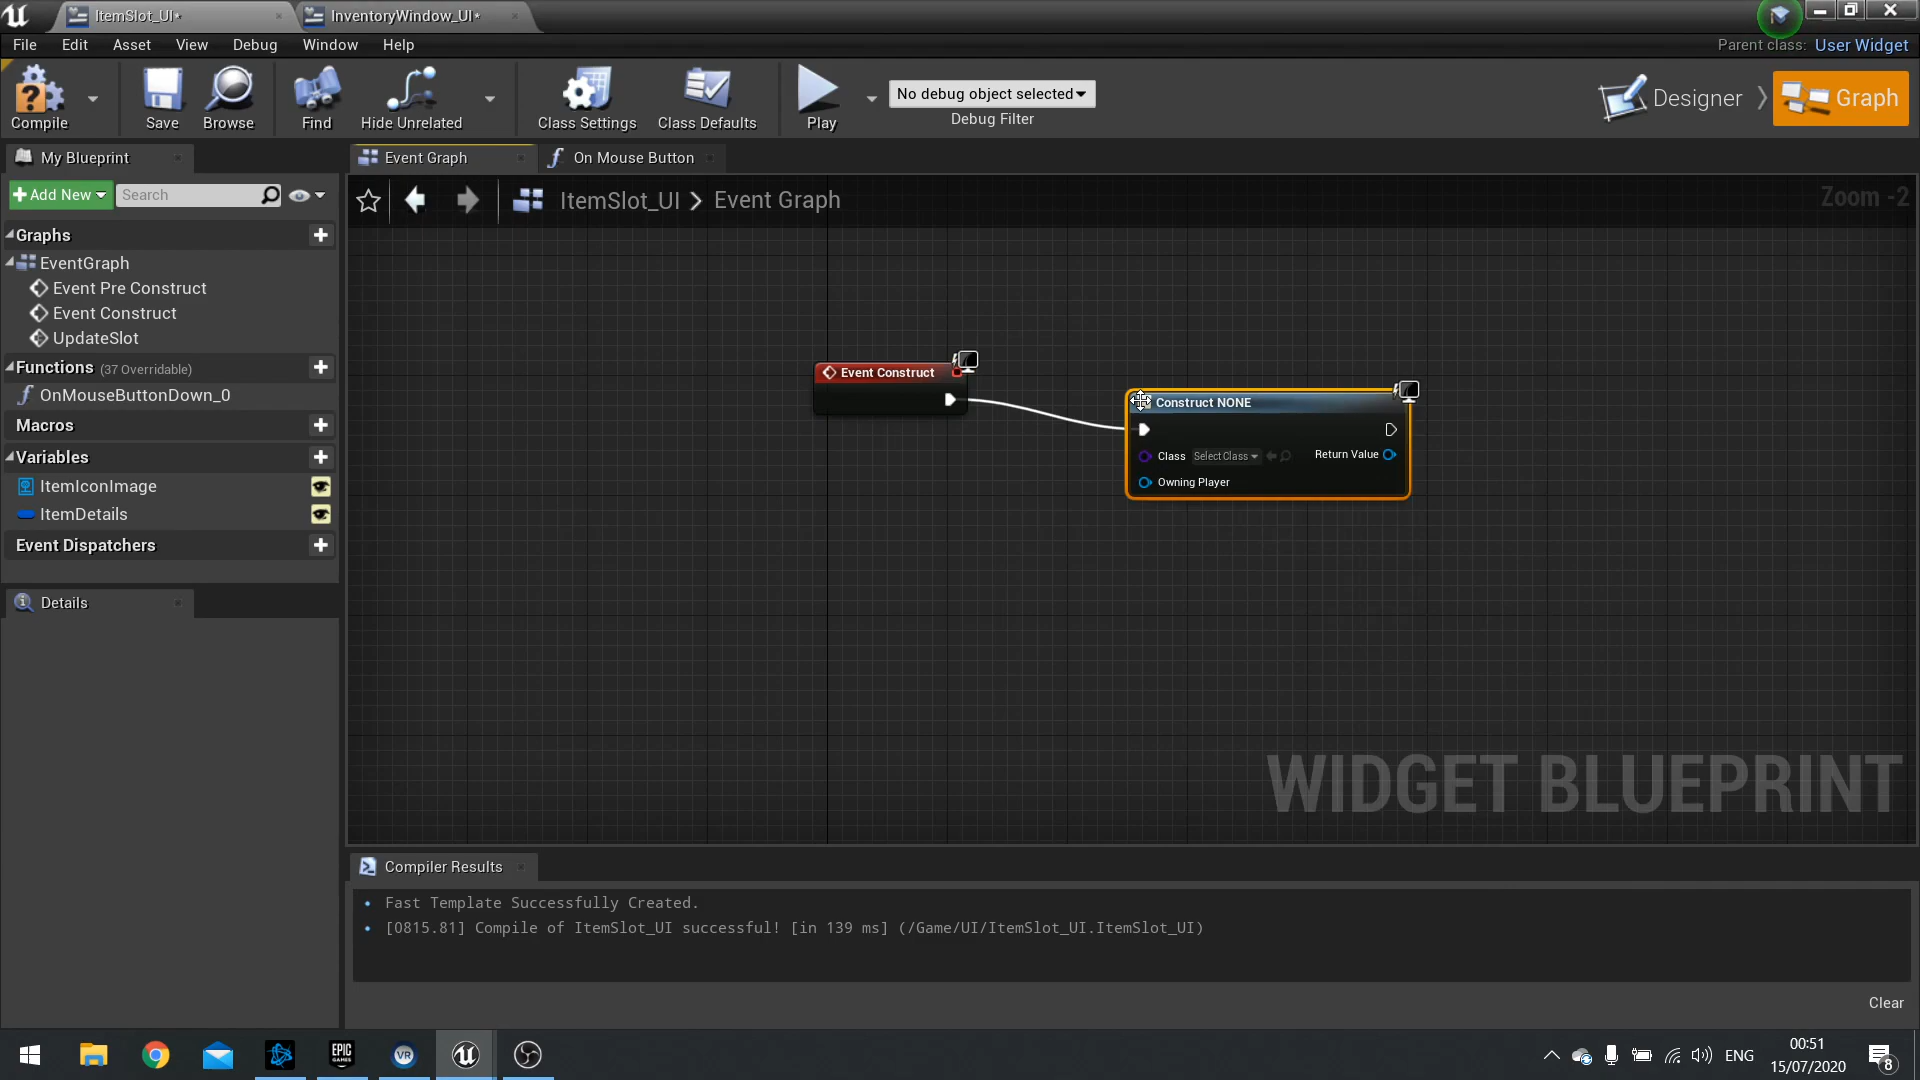 ItemSlot_UI*
InventoryWindow_UI*
File Edit Asset View Debug Window Help
Parent class: User Widget
Compile
Save
Browse
Find
Hide Unrelated
Class Settings
Class Defaults
Play
No debug object selected
Debug Filter
Designer
Graph
My Blueprint
Event Graph
On Mouse Button
Add New
Search
ItemSlot_UI > Event Graph
Zoom -2
Graphs
EventGraph
Event Pre Construct
Event Construct
UpdateSlot
Functions (37 Overridable)
OnMouseButtonDown_0
Macros
Variables
ItemIconImage
ItemDetails
Event Dispatchers
Details
Event Construct
Construct NONE
Class Select Class
Return Value
Owning Player
WIDGET BLUEPRINT
Compiler Results
Fast Template Successfully Created.
[0815.81] Compile of ItemSlot_UI successful! [in 139 ms] (/Game/UI/ItemSlot_UI.ItemSlot_UI)
Clear
EPIC GAMES
VR
ENG
00:51
15/07/2020
8